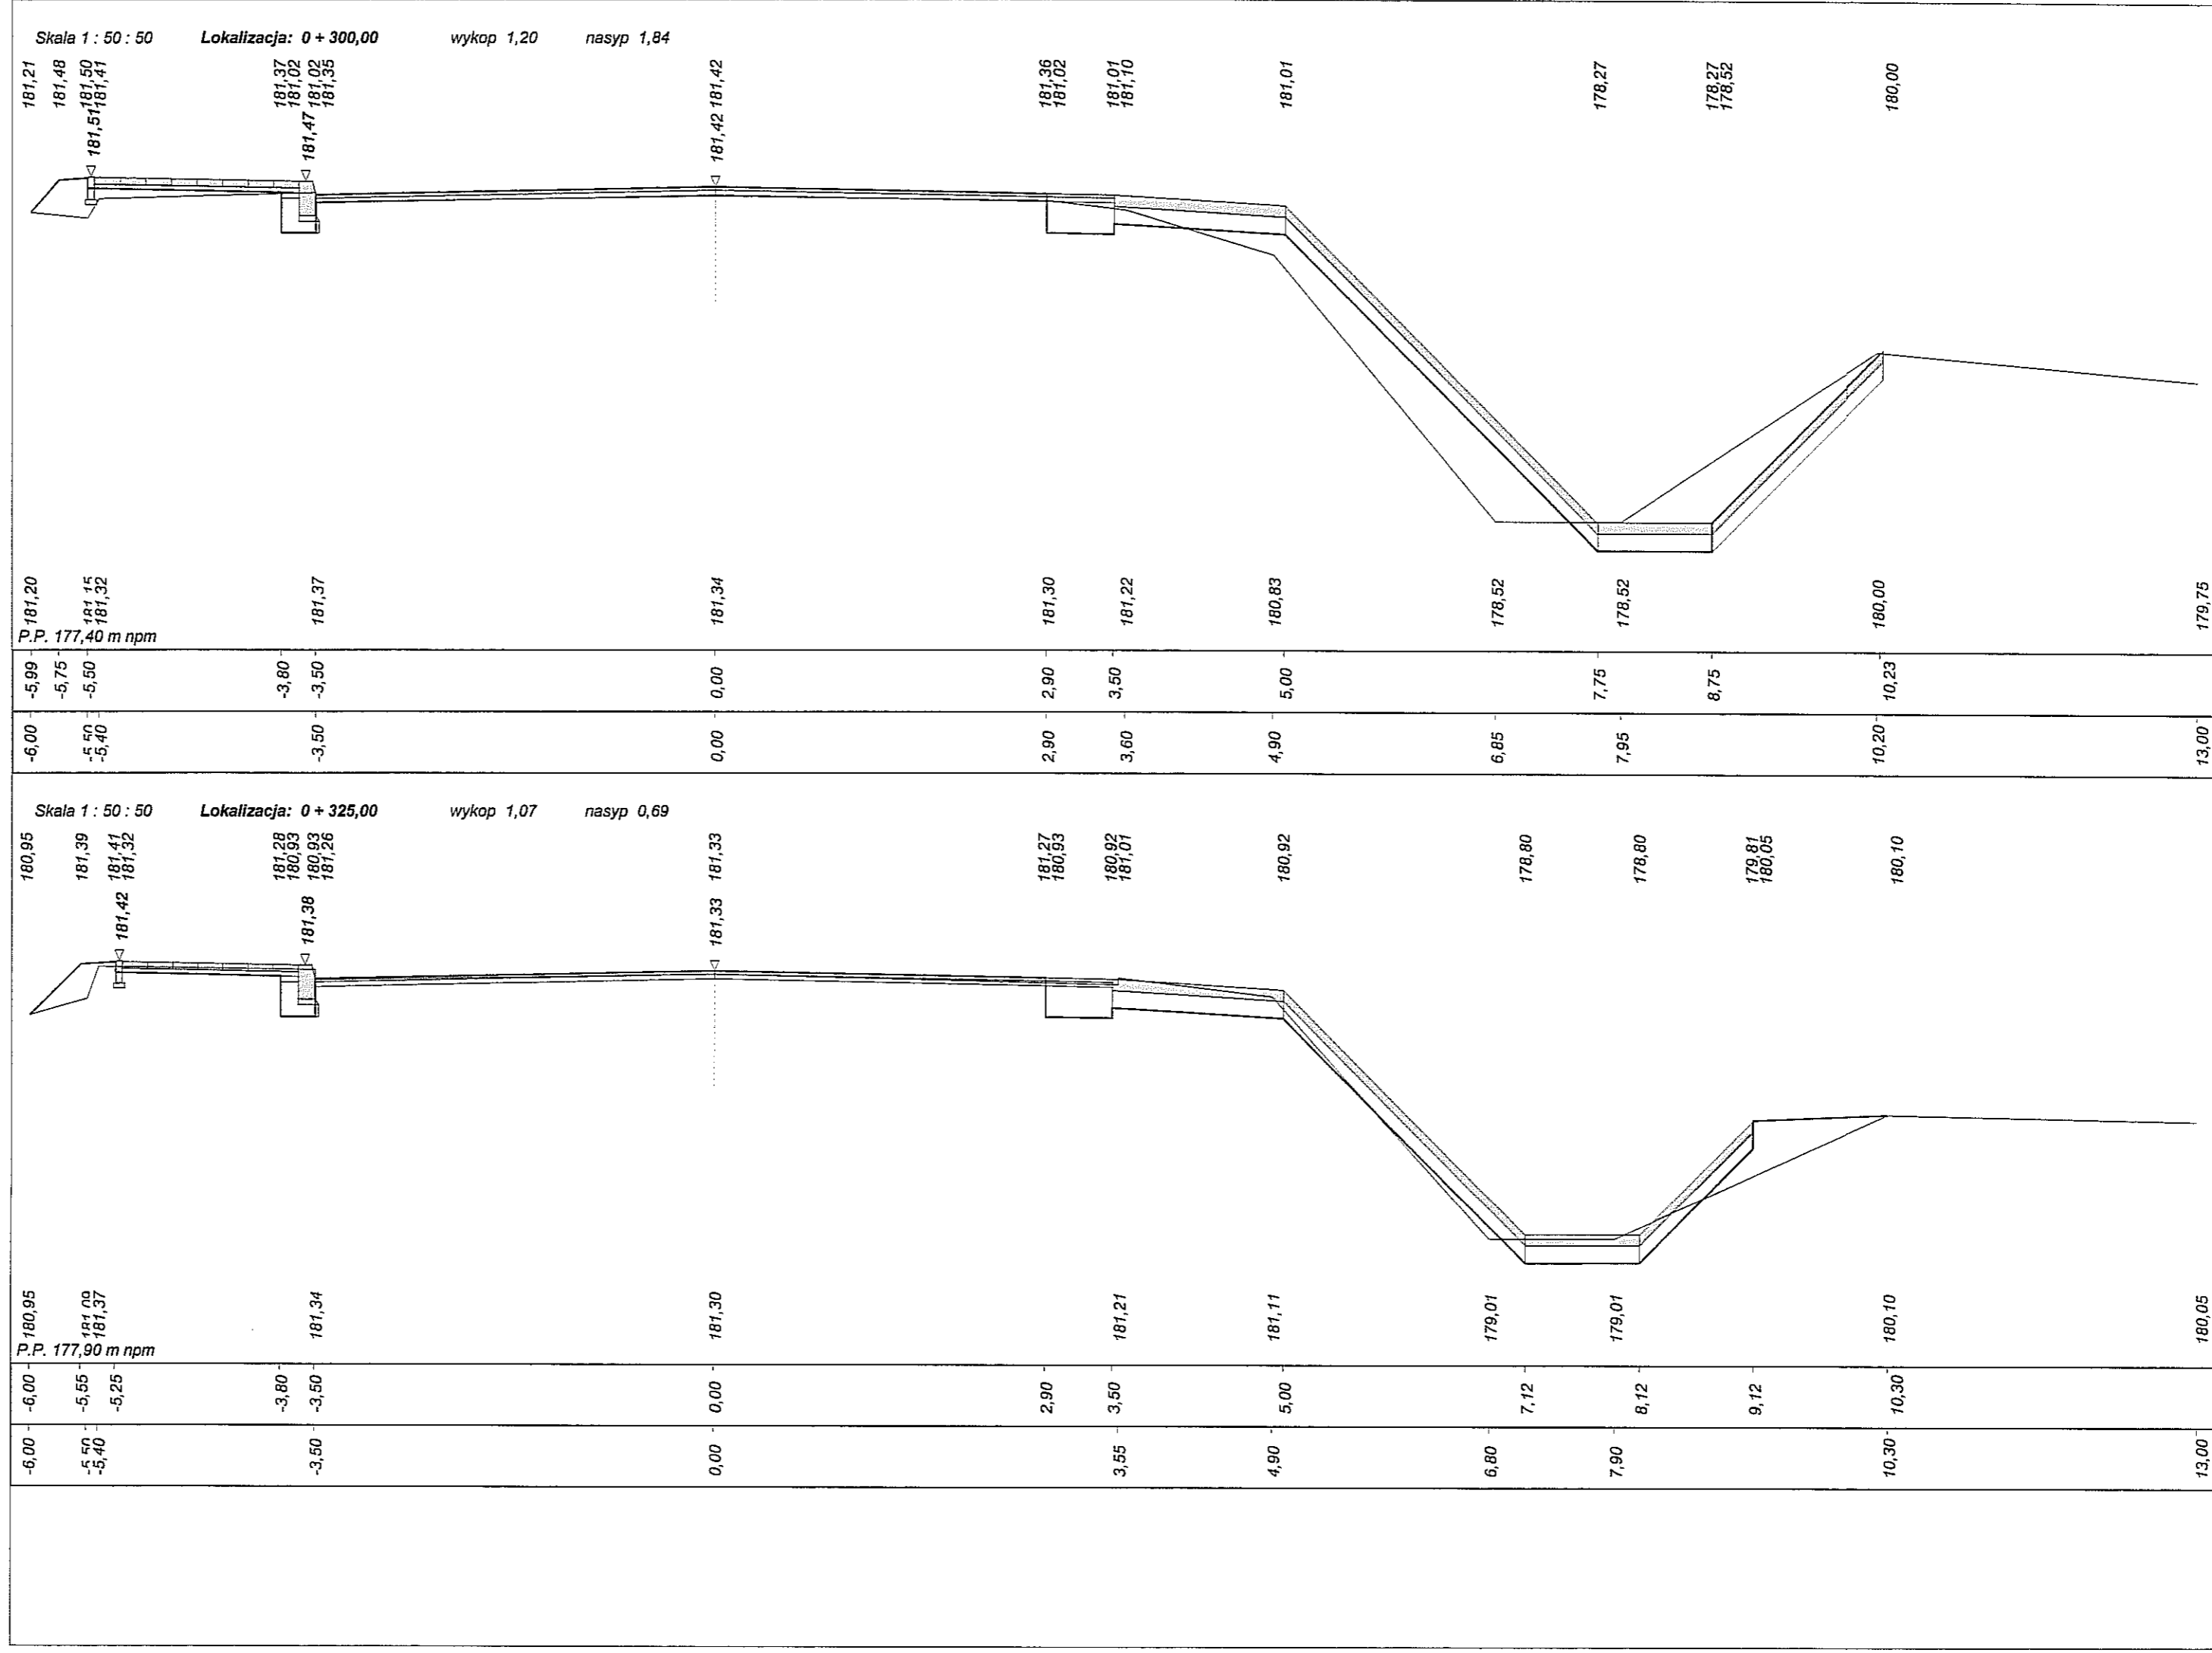 Skala 1 : 50 : 50 Lokalizacja: 0 + 300,00 wykop 1,20 nasyp 1,84
181,21 181,48 181,50 181,41 181,37 181,02 181,02 181,35 181,42 181,36 181,02 181,01 181,10 181,01 178,27 178,27 178,52 180,00
181,51 181,47 181,42
181,20 181,15 181,32 181,37 181,34 181,30 181,22 180,83 178,52 178,52 180,00 179,75
P.P. 177,40 m npm
-5,99 -5,75 -5,50 -3,80 -3,50 0,00 2,90 3,50 5,00 7,75 8,75 10,23
-6,00 -5,50 -5,40 -3,50 0,00 2,90 3,60 4,90 6,85 7,95 10,20 13,00
Skala 1 : 50 : 50 Lokalizacja: 0 + 325,00 wykop 1,07 nasyp 0,69
180,95 181,39 181,41 181,32 181,28 180,93 180,93 181,26 181,33 181,27 180,93 180,92 181,01 180,92 178,80 178,80 179,81 180,05 180,10
181,42 181,38 181,33
180,95 181,09 181,37 181,34 181,30 181,21 181,11 179,01 179,01 180,10 180,05
P.P. 177,90 m npm
-6,00 -5,55 -5,25 -3,80 -3,50 0,00 2,90 3,50 5,00 7,12 8,12 9,12 10,30
-6,00 -5,50 -5,40 -3,50 0,00 3,55 4,90 6,80 7,90 10,30 13,00